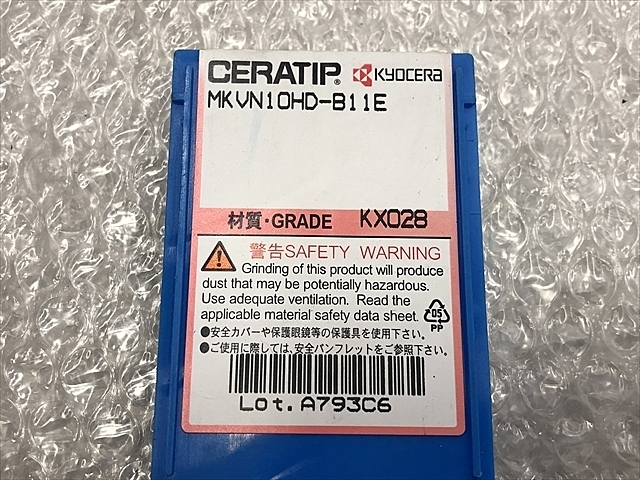 CERATIP® KYOCERA
MKVN10HD-B11E
材質・GRADE KX028
警告SAFETY WARNING
Grinding of this product will produce
dust that may be potentially hazardous.
Use adequate ventilation. Read the
applicable material safety data sheet.
05
PP
●安全カバーや保護眼鏡等の保護具を使用下さい。
●ご使用に際しては、安全パンフレットをご参照下さい。
Lot.A793C6